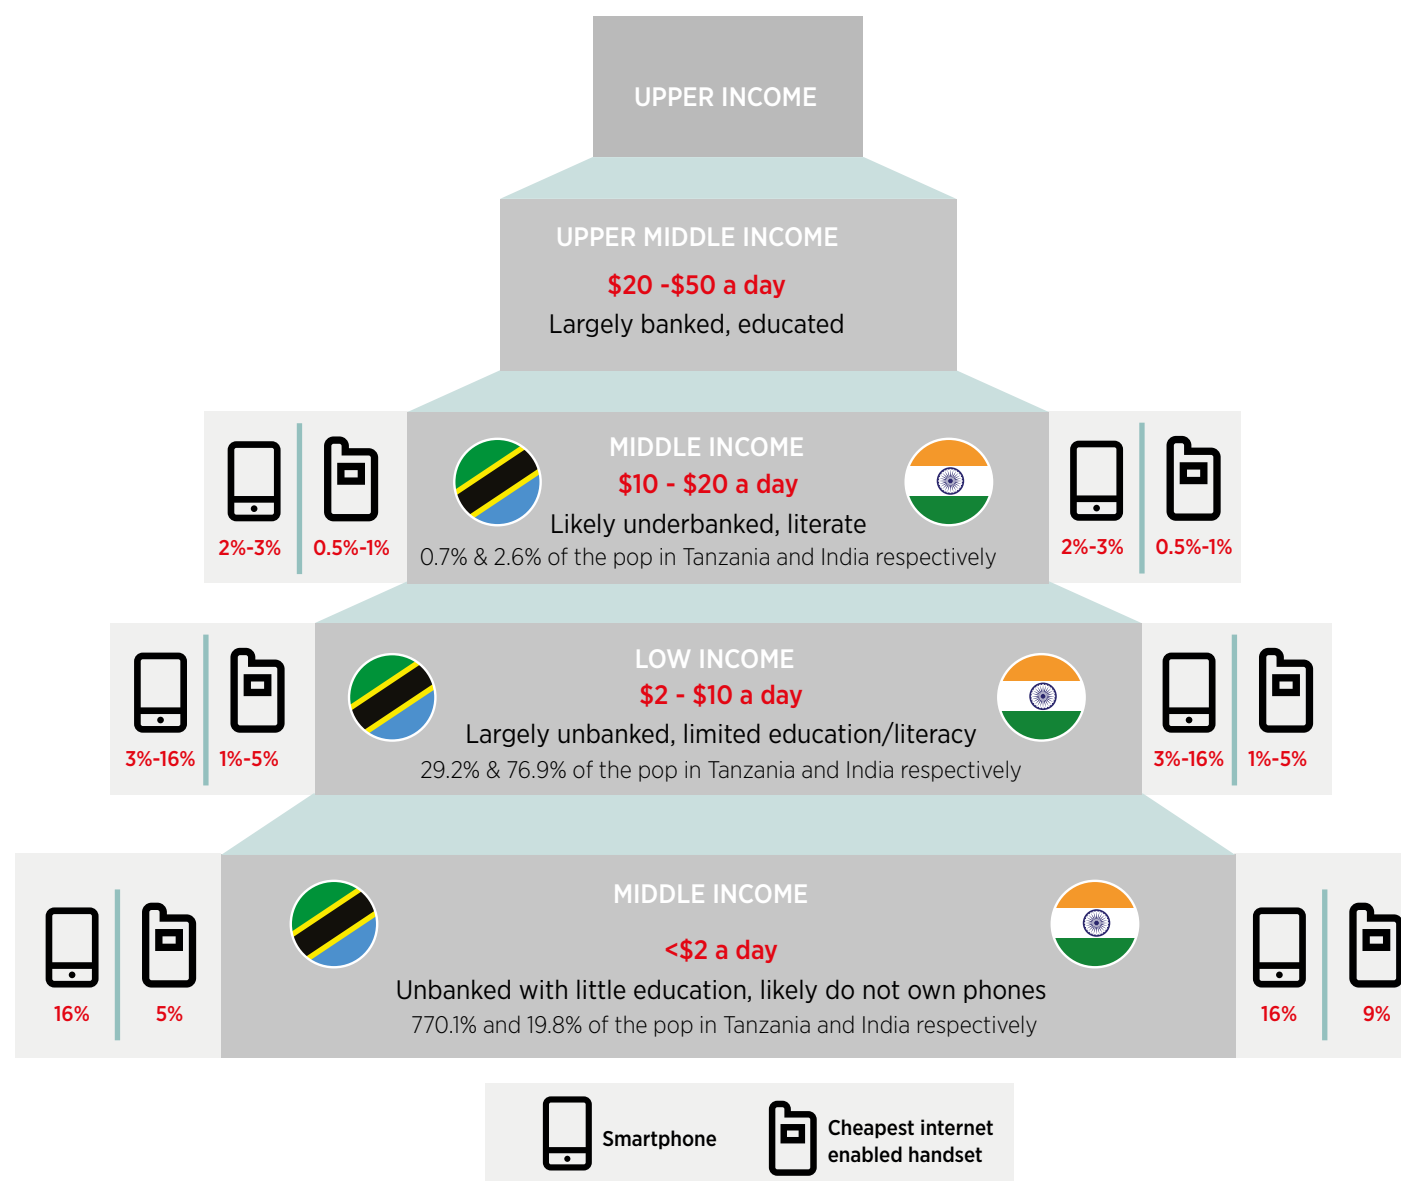 UPPER INCOME
UPPER MIDDLE INCOME
$20 -$50 a day
Largely banked, educated
MIDDLE INCOME
$10 - $20 a day
Likely underbanked, literate
0.7% & 2.6% of the pop in Tanzania and India respectively
2%-3% 0.5%-1%
2%-3% 0.5%-1%
LOW INCOME
$2 - $10 a day
Largely unbanked, limited education/literacy
29.2% & 76.9% of the pop in Tanzania and India respectively
3%-16% 1%-5%
3%-16% 1%-5%
MIDDLE INCOME
<$2 a day
Unbanked with little education, likely do not own phones
770.1% and 19.8% of the pop in Tanzania and India respectively
16% 5%
16% 9%
Smartphone
Cheapest internet
enabled handset